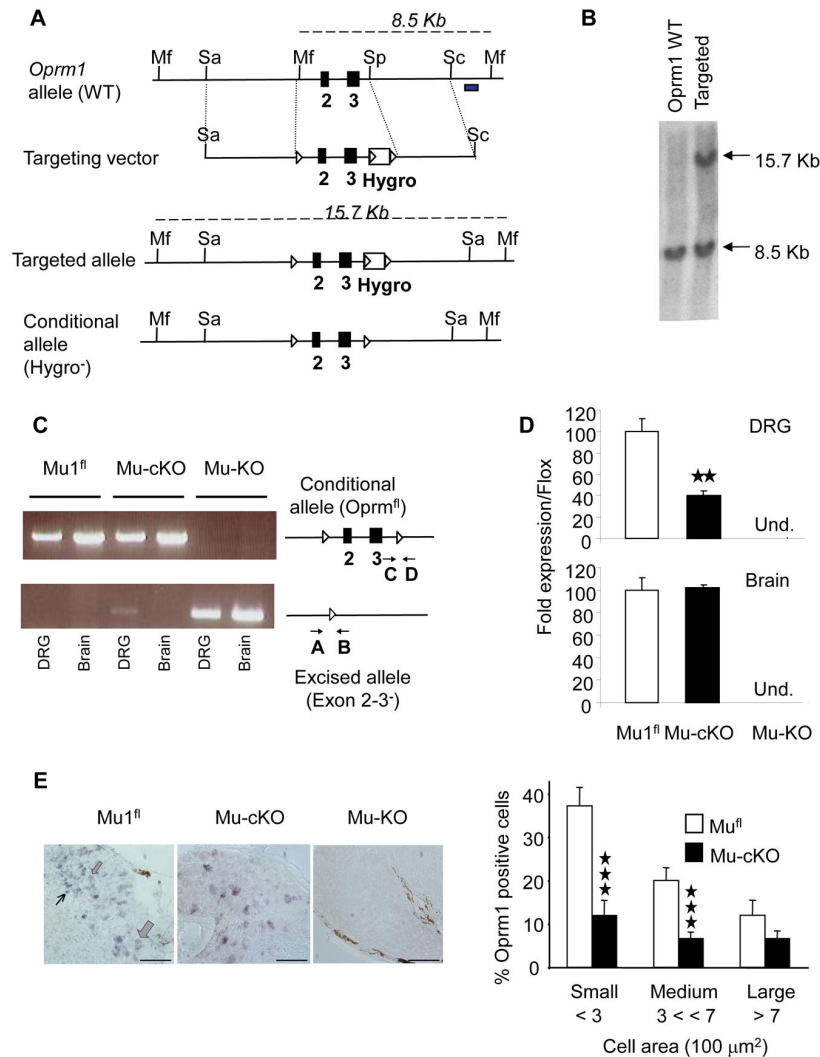 A
8.5 Kb
Mf Sa Mf Sp Sc Mf
Oprm1
allele (WT)
2 3
Sa Sc
Targeting vector
2 3 Hygro
15.7 Kb
Mf Sa Sa Mf
Targeted allele
2 3 Hygro
Conditional
allele
(Hygro-)
Mf Sa Sa Mf
2 3
B
Oprm1 WT
Targeted
15.7 Kb
8.5 Kb
C
Mu1fl Mu-cKO Mu-KO
Conditional
allele (Oprmfl)
2 3
C D
DRG Brain DRG Brain DRG Brain
A B
Excised allele
(Exon 2-3-)
D
Fold expression/Flox
120
100
80
60
40
20
0
DRG
★★
Und.
120
100
80
60
40
20
0
Brain
Und.
Mu1fl Mu-cKO Mu-KO
E
Mu1fl Mu-cKO Mu-KO
% Oprm1 positive cells
40
30
20
10
0
Mufl
Mu-cKO
★★★
★★★
Small Medium Large
< 3 3 < < 7 > 7
Cell area (100 µm²)